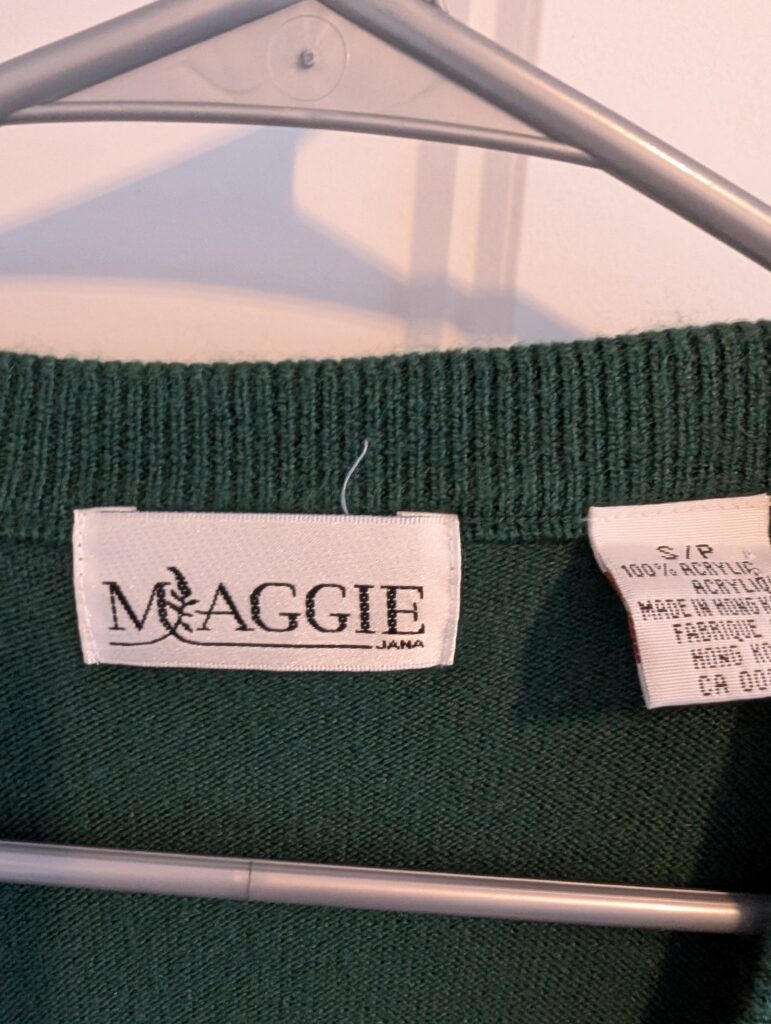 MAGGIE
JANA
S/P
100% ACRYLIC
ACRYLIQ
MADE IN HONG K
FABRIQUE
HONG KO
CA 00